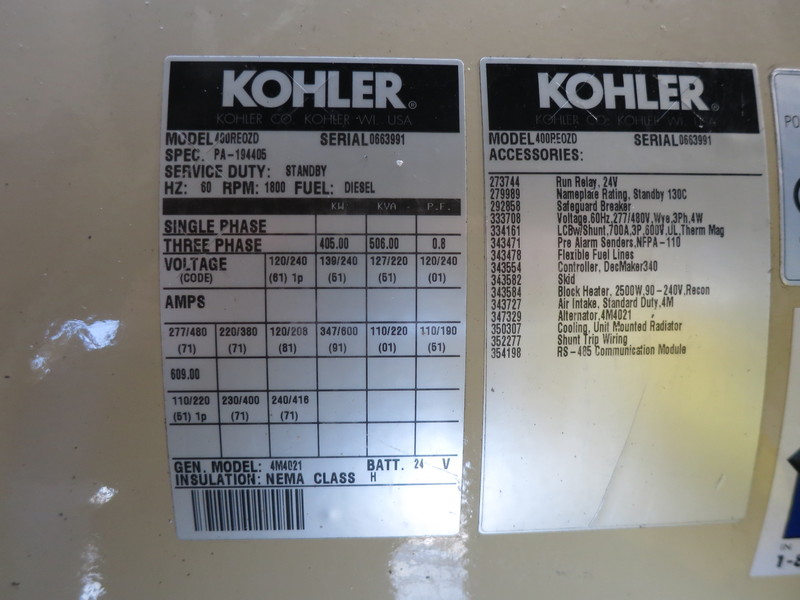 KOHLER®
KOHLER CO. KOHLER WI. USA
MODEL 400REOZD SERIAL 0663991
SPEC. PA-194405
SERVICE DUTY: STANDBY
HZ: 60 RPM: 1800 FUEL: DIESEL
KW KVA P.F.
SINGLE PHASE
THREE PHASE 405.00 506.00 0.8
VOLTAGE 120/240 139/240 127/220 120/240
(CODE) (61) 1p (51) (51) (01)
AMPS
277/480 220/380 120/208 347/600 110/220 110/190
(71) (71) (81) (91) (01) (51)
609.00
110/220 230/400 240/416
(61) 1p (71) (71)
GEN. MODEL: 4M4021 BATT. 24 V
INSULATION: NEMA CLASS H
KOHLER®
KOHLER CO. KOHLER WI. USA
MODEL 400REOZD SERIAL 0663991
ACCESSORIES:
273744 Run Relay, 24V
279989 Nameplate Rating, Standby 130C
292858 Safeguard Breaker
333708 Voltage,60Hz,277/480V,Wye,3Ph,4W
334161 LCBw/Shunt,700A,3P,600V,UL,Therm Mag
343471 Pre Alarm Senders,NFPA-110
343478 Flexible Fuel Lines
343554 Controller, DecMaker340
343582 Skid
343584 Block Heater, 2500W,90-240V,Recon
343727 Air Intake, Standard Duty,4M
347329 Alternator,4M4021
350307 Cooling, Unit Mounted Radiator
352277 Shunt Trip Wiring
354198 RS-485 Communication Module
PO
IN
1-8